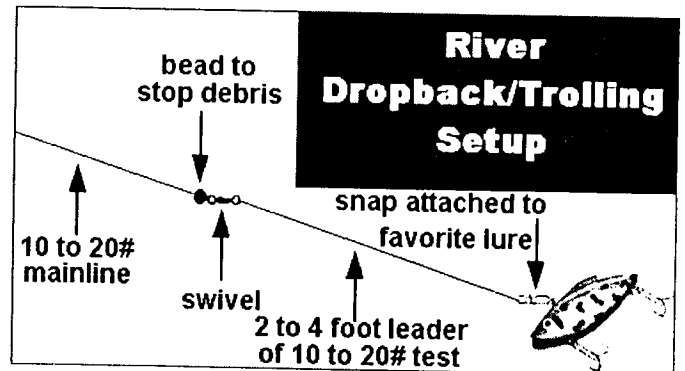 River
Dropback/Trolling
Setup
bead to
stop debris
snap attached to
favorite lure
10 to 20#
mainline
swivel
2 to 4 foot leader
of 10 to 20# test